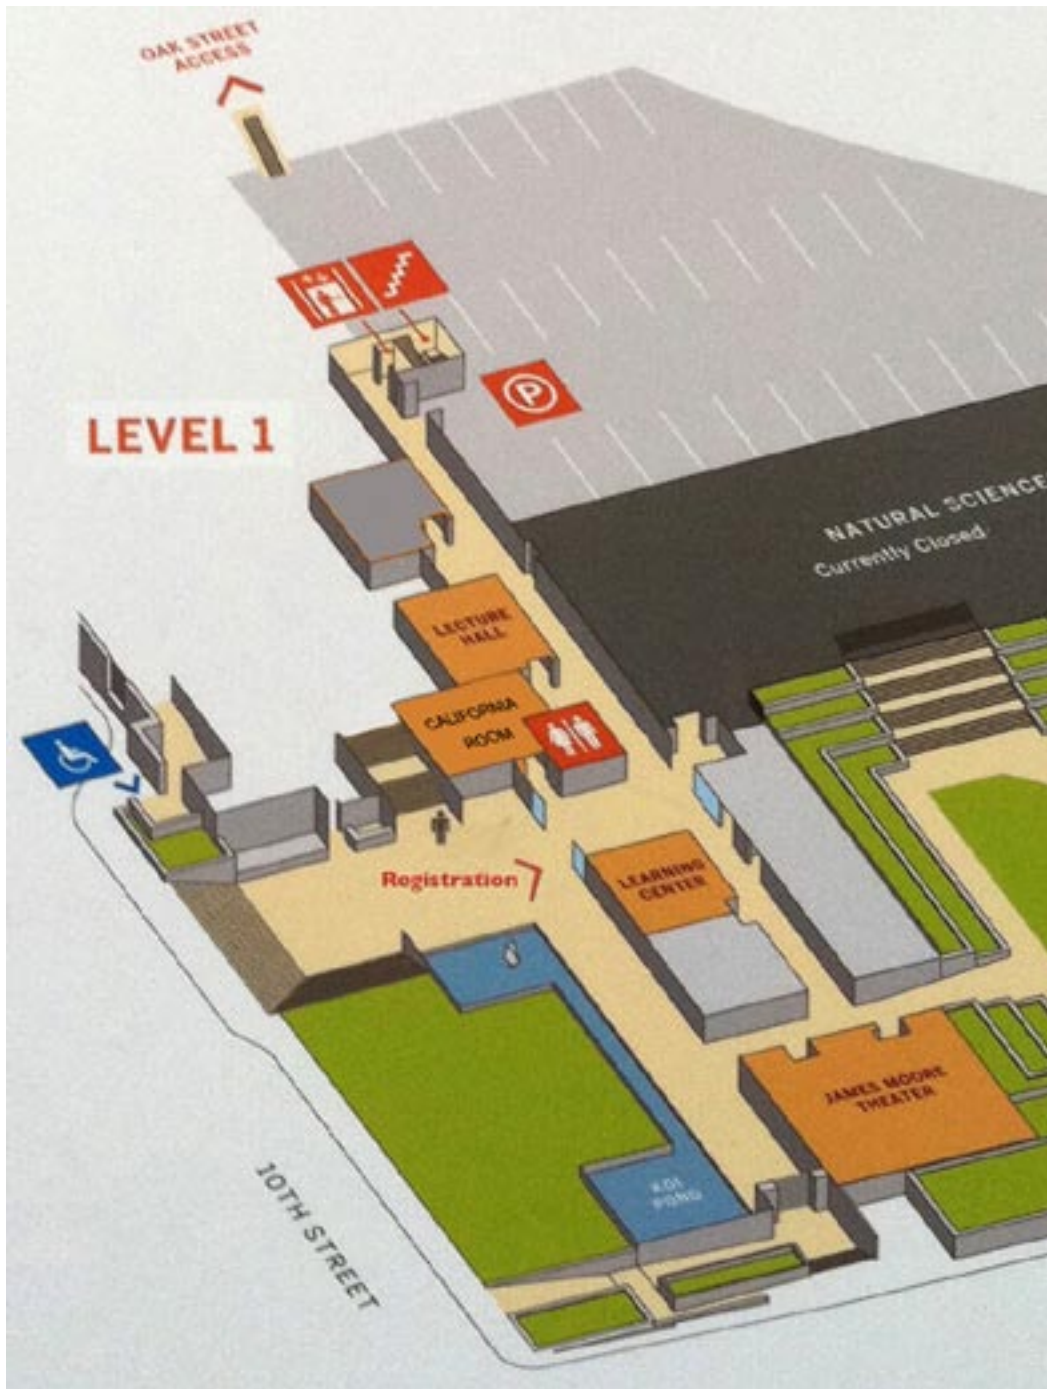 OAK STREET
ACCESS
LEVEL 1
P
NATURAL SCIENCE
Currently Closed
LECTURE
HALL
CALIFORNIA
ROOM
Registration
LEARNING
CENTER
JAMES MOORE
THEATER
KOI
POND
10TH STREET